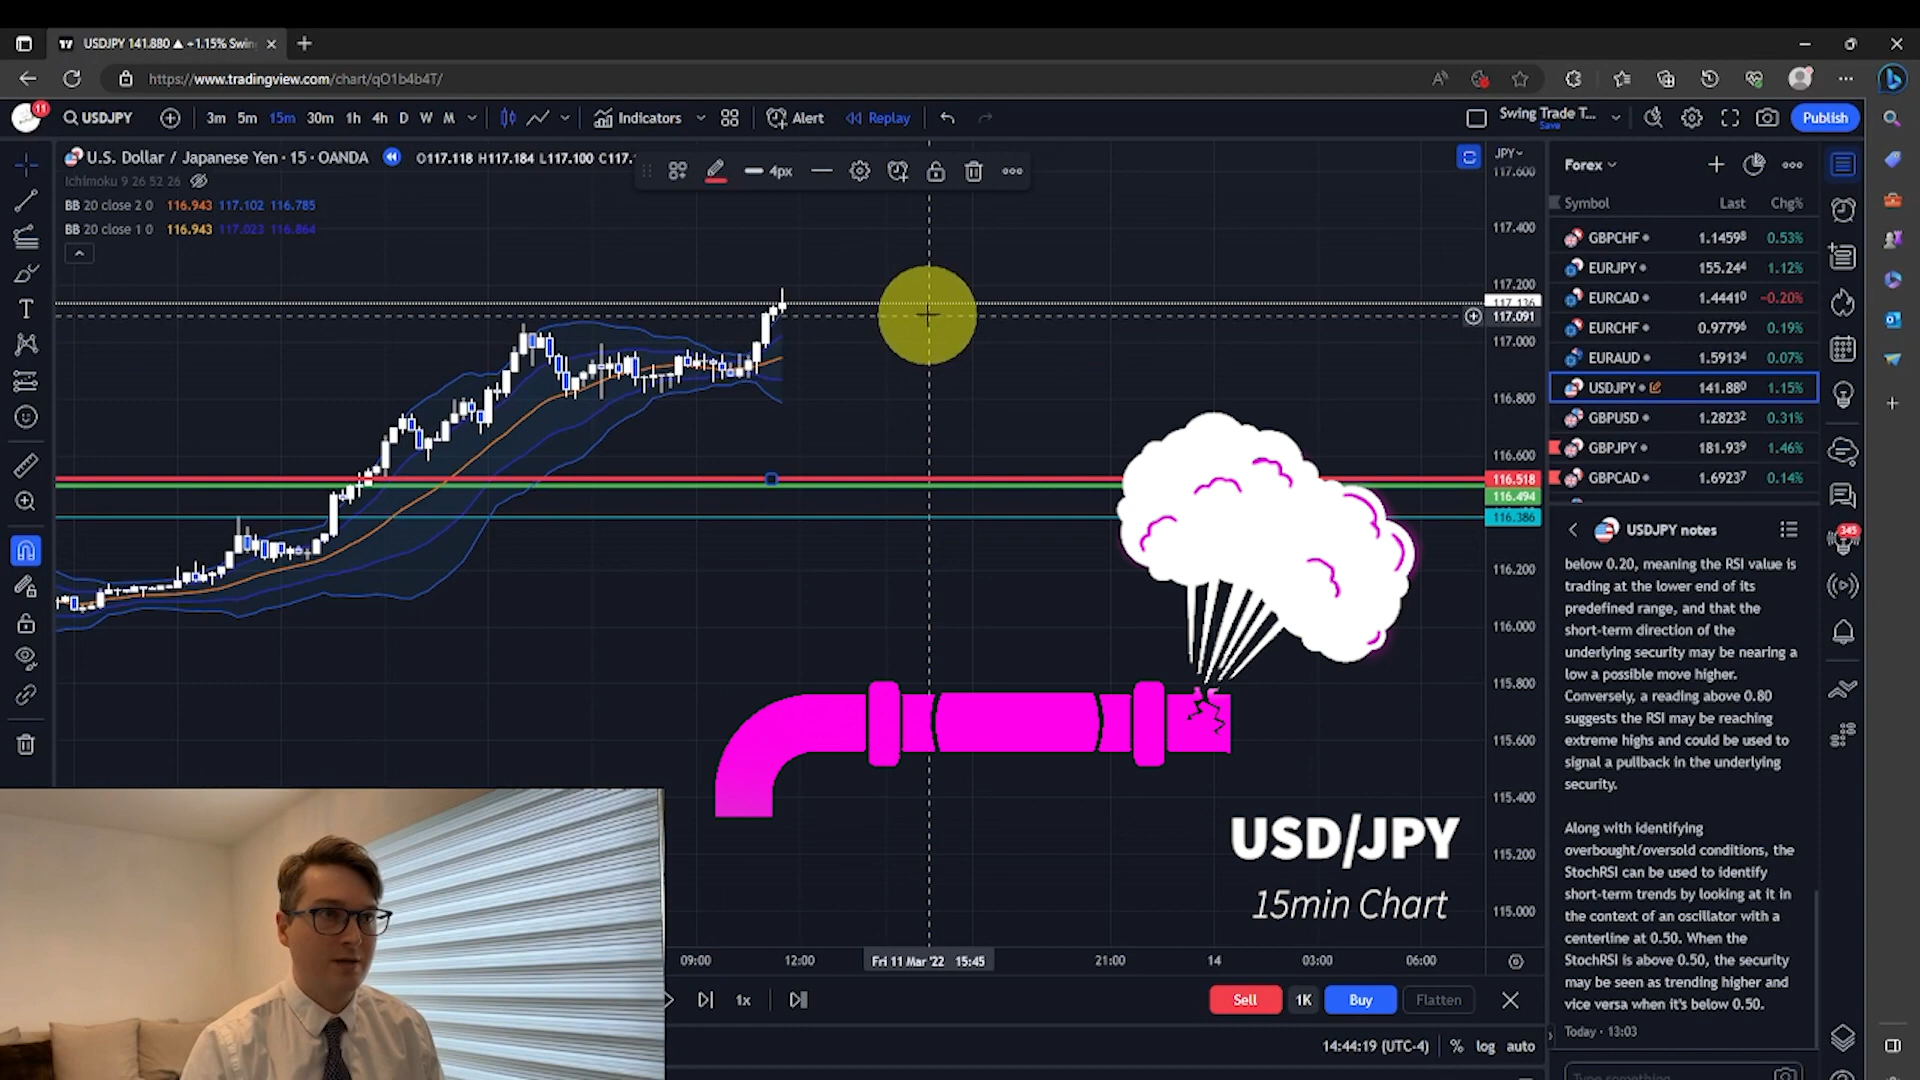 USDJPY 141.880 ▲ +1.15% Swin
https://www.tradingview.com/chart/qO1b4b4T/
11
USDJPY
3m 5m 15m 30m 1h 4h D W M
Indicators
Alert
Replay
Swing Trade T...
Save
Publish
U.S. Dollar / Japanese Yen · 15 · OANDA
O117.118 H117.184 L117.100 C117.
Ichimoku 9 26 52 26
BB 20 close 2 0 116.943 117.102 116.785
BB 20 close 1 0 116.943 117.023 116.864
4px
JPY
117.600
117.400
117.200
117.136
117.091
117.000
116.800
116.600
116.518
116.494
116.386
116.200
116.000
115.800
115.600
115.400
115.200
115.000
USD/JPY
15min Chart
09:00 12:00 Fri 11 Mar '22 15:45 21:00 14 03:00 06:00
1x
Sell 1K Buy Flatten
14:44:19 (UTC-4) % log auto
Forex
Symbol Last Chg%
GBPCHF 1.14598 0.53%
EURJPY 155.244 1.12%
EURCAD 1.44410 -0.20%
EURCHF 0.97796 0.19%
EURAUD 1.59134 0.07%
USDJPY 141.880 1.15%
GBPUSD 1.28232 0.31%
GBPJPY 181.939 1.46%
GBPCAD 1.69237 0.14%
USDJPY notes
below 0.20, meaning the RSI value is
trading at the lower end of its
predefined range, and that the
short-term direction of the
underlying security may be nearing a
low a possible move higher.
Conversely, a reading above 0.80
suggests the RSI may be reaching
extreme highs and could be used to
signal a pullback in the underlying
security.
Along with identifying
overbought/oversold conditions, the
StochRSI can be used to identify
short-term trends by looking at it in
the context of an oscillator with a
centerline at 0.50. When the
StochRSI is above 0.50, the security
may be seen as trending higher and
vice versa when it's below 0.50.
Today · 13:03
Type something
345